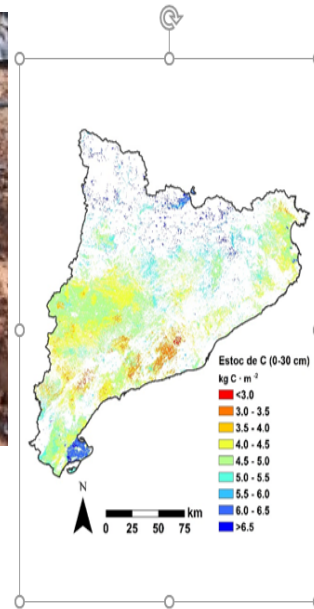 Estoc de C (0-30 cm)
kg C · m⁻²
<3.0
3.0 - 3.5
3.5 - 4.0
4.0 - 4.5
4.5 - 5.0
5.0 - 5.5
5.5 - 6.0
6.0 - 6.5
>6.5
N
km
0 25 50 75